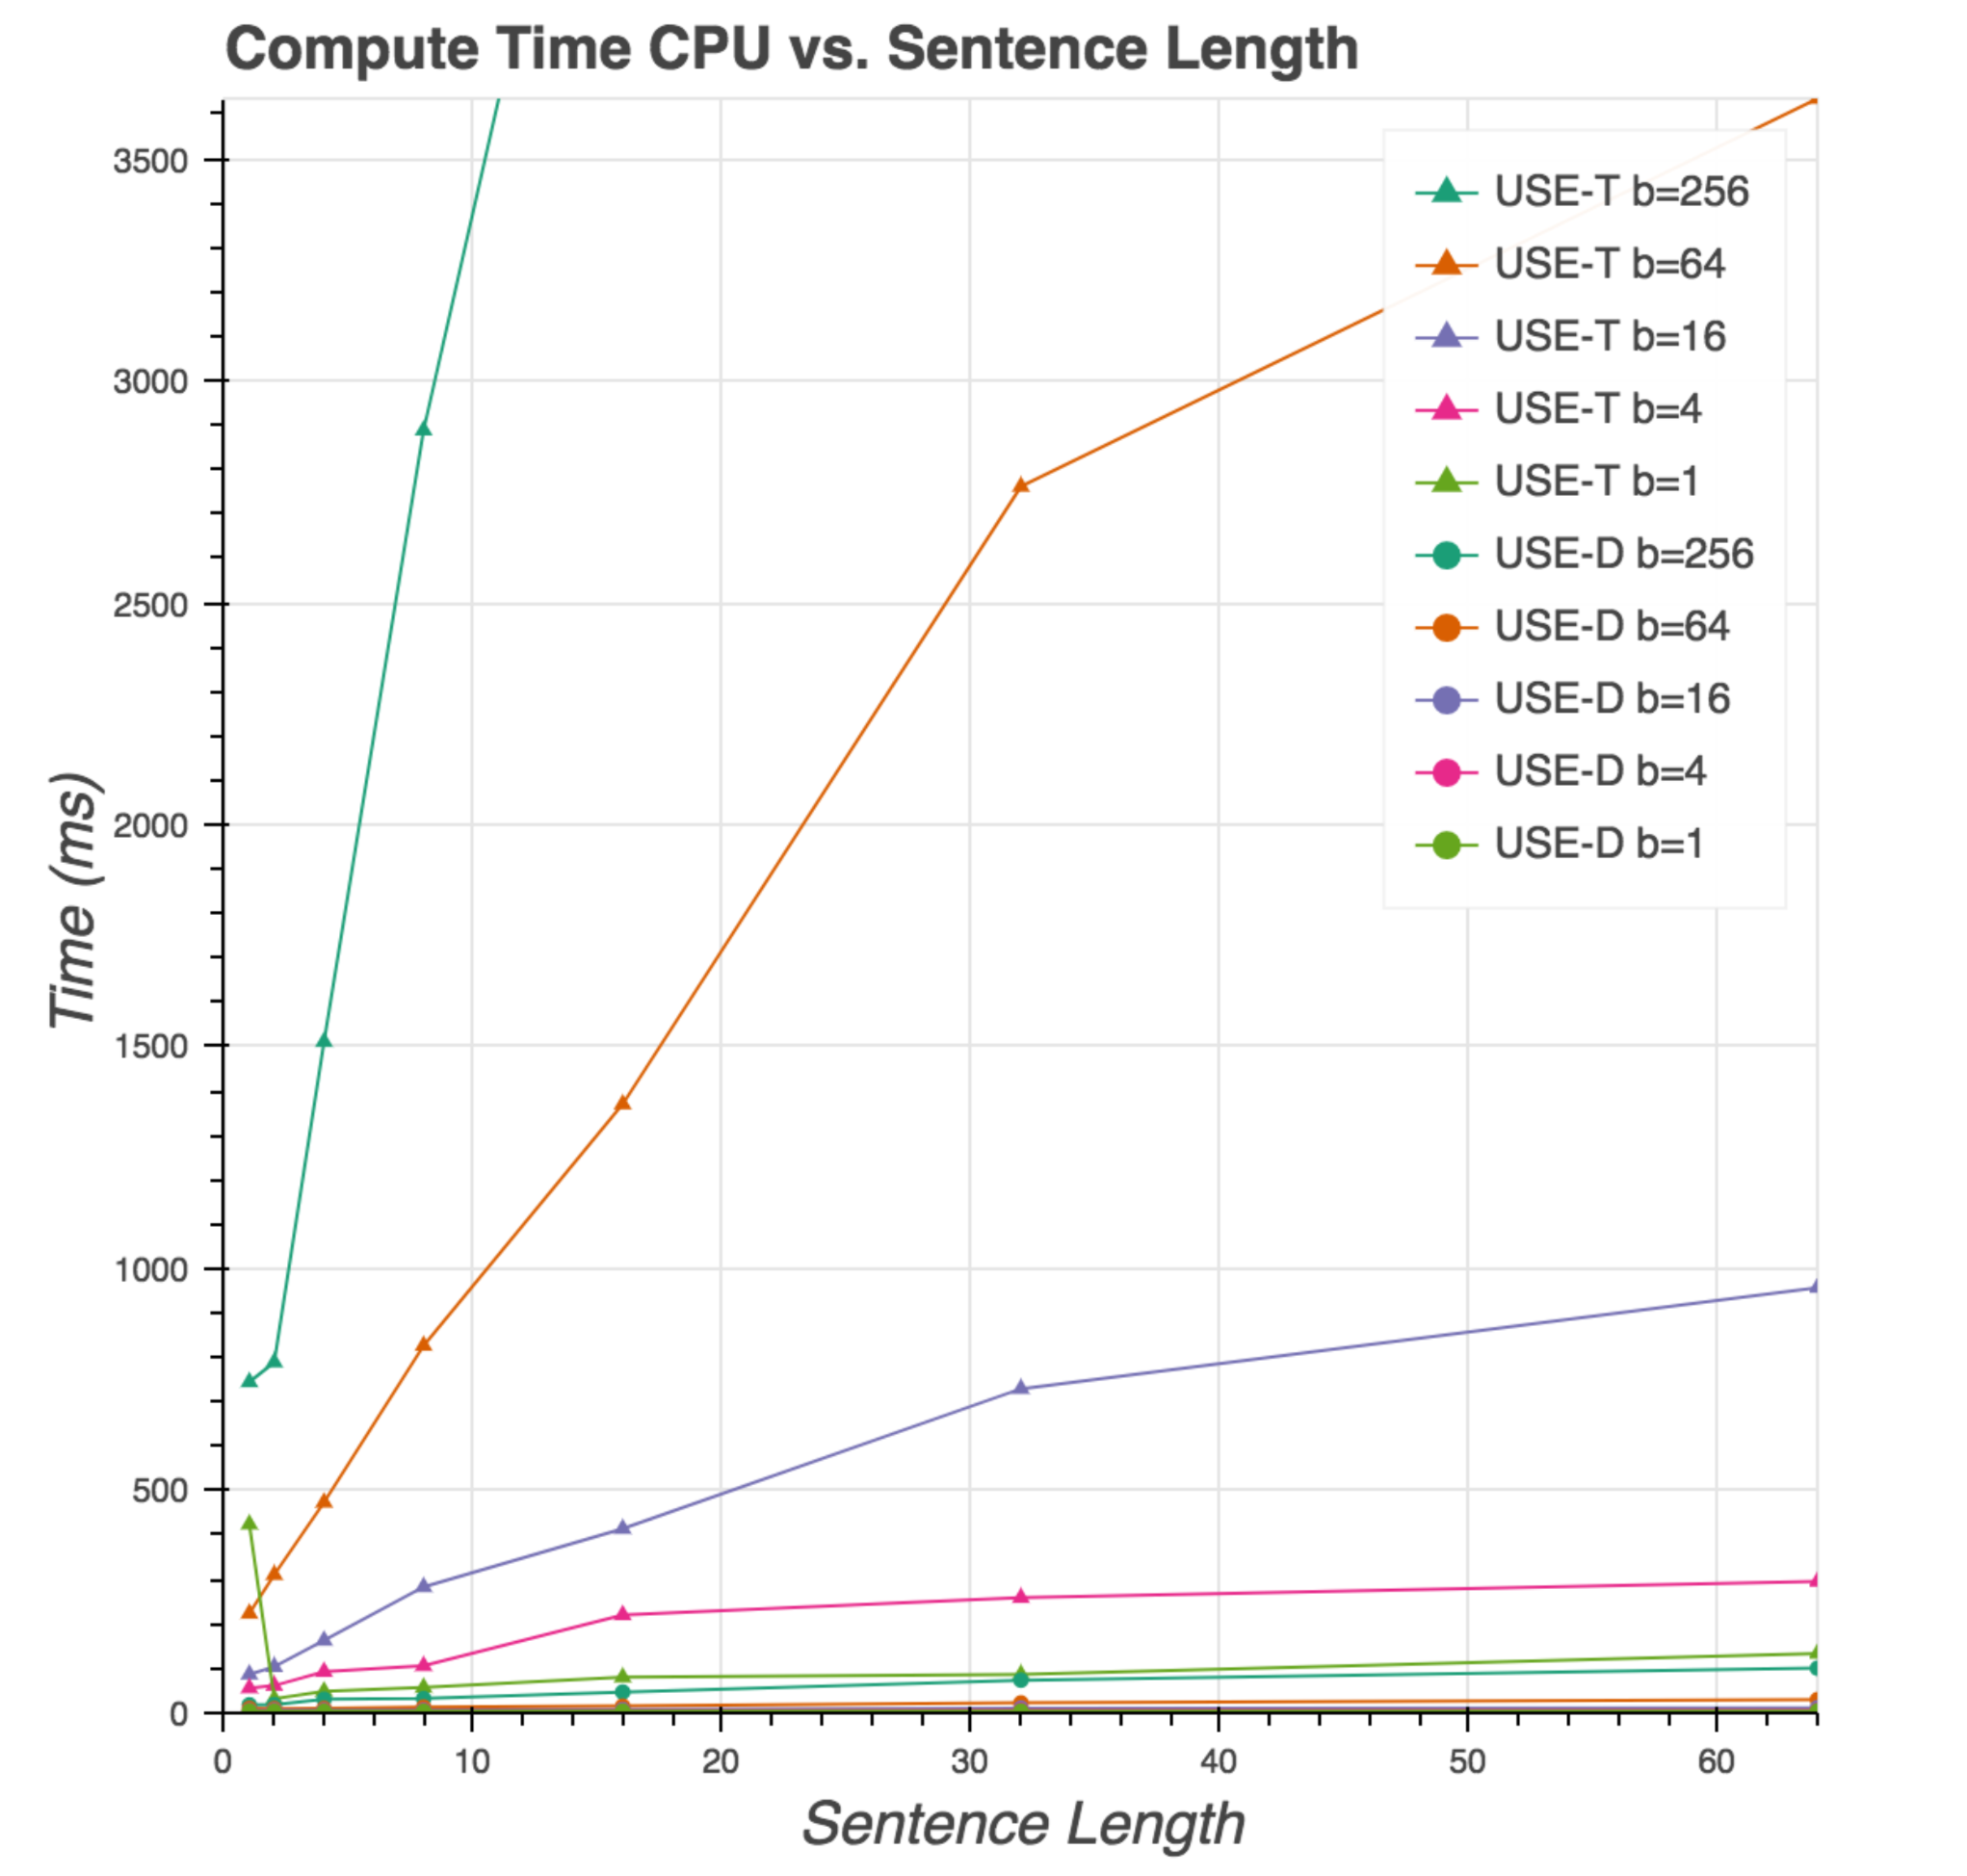 Compute Time CPU vs. Sentence Length
3500
3000
2500
2000
1500
1000
500
0
Time (ms)
USE-T b=256
USE-T b=64
USE-T b=16
USE-T b=4
USE-T b=1
USE-D b=256
USE-D b=64
USE-D b=16
USE-D b=4
USE-D b=1
0 10 20 30 40 50 60
Sentence Length